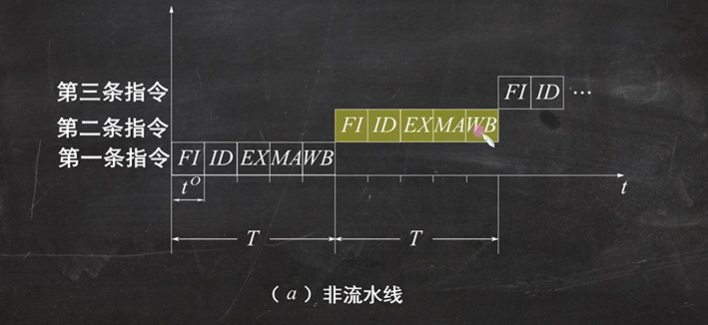 第三条指令 FI ID …
第二条指令 FI ID EX MA WB
第一条指令 FI ID EX MA WB
t⁰ t
T T
(a)非流水线